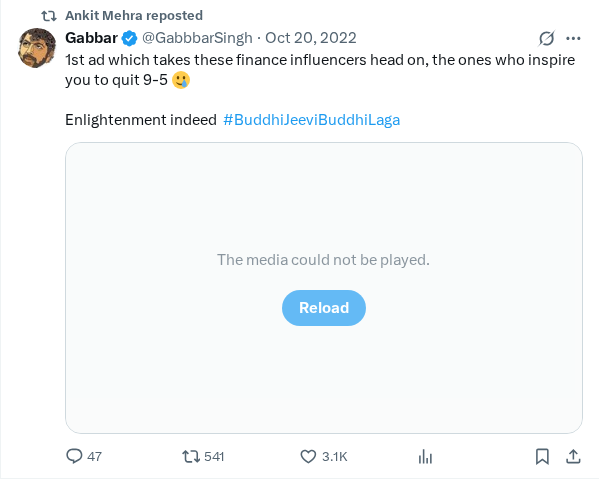 Ankit Mehra reposted
Gabbar @GabbbarSingh · Oct 20, 2022
1st ad which takes these finance influencers head on, the ones who inspire
you to quit 9-5 🥲
Enlightenment indeed #BuddhiJeeviBuddhiLaga
The media could not be played.
Reload
47 541 3.1K